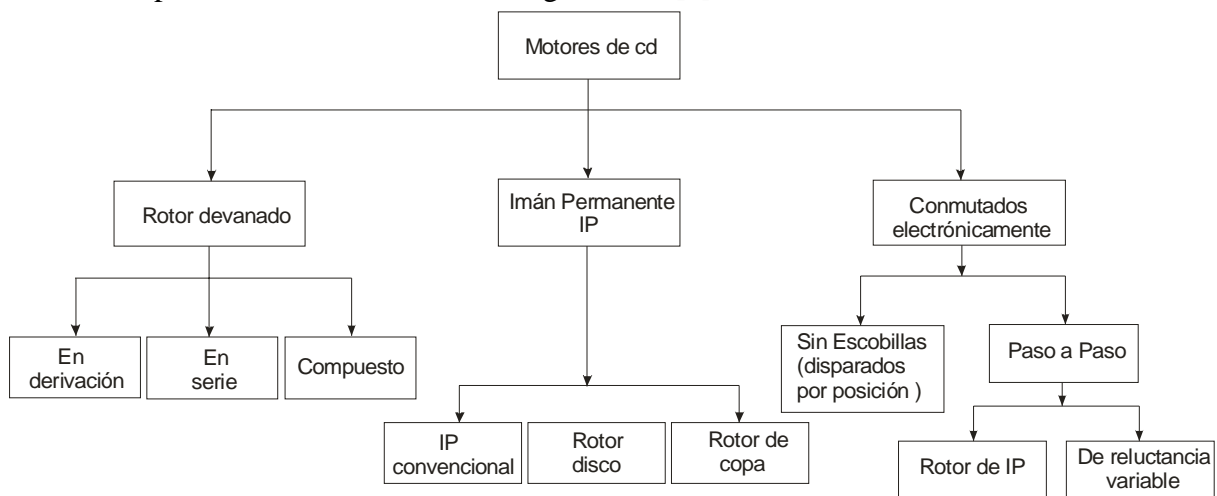 Motores de cd
Rotor devanado
Imán Permanente
IP
Conmutados
electrónicamente
En
derivación
En
serie
Compuesto
Sin Escobillas
(disparados
por posición )
Paso a Paso
IP
convencional
Rotor
disco
Rotor de
copa
Rotor de IP
De reluctancia
variable